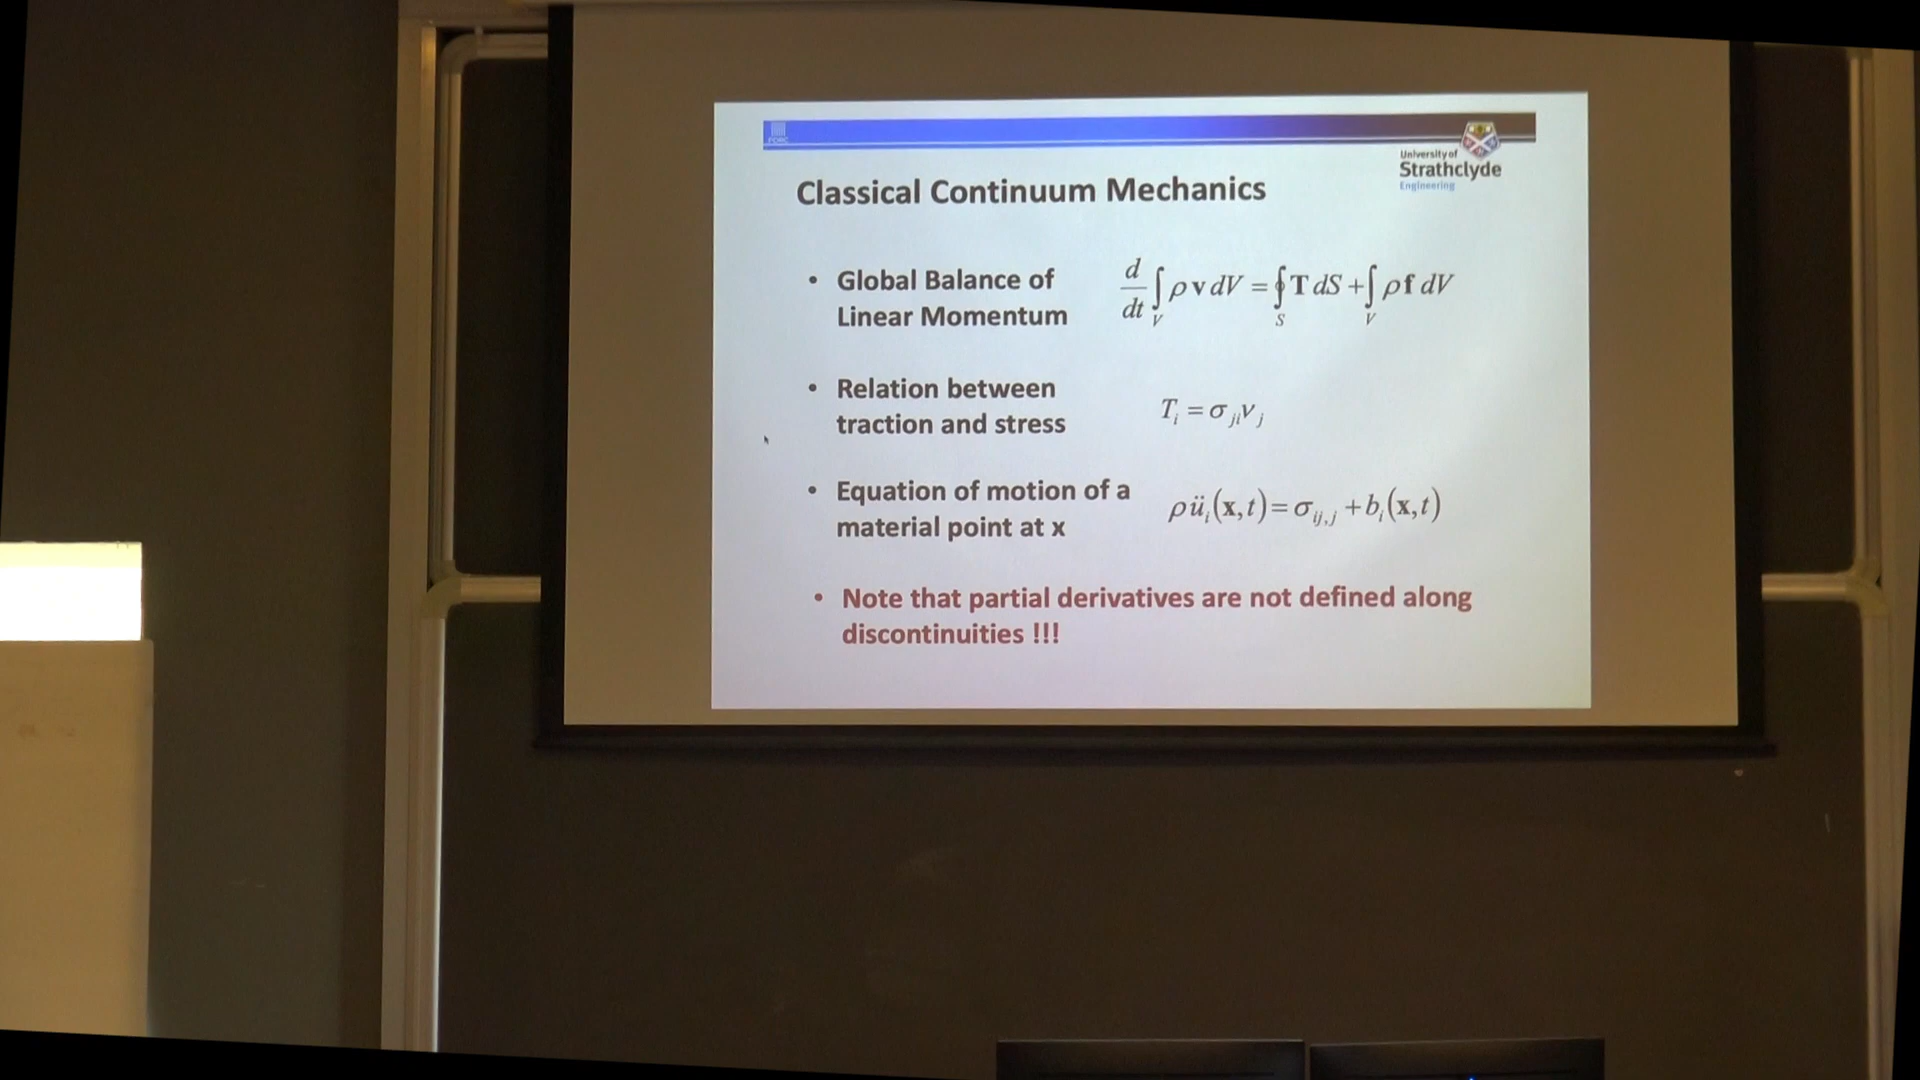 University of
Strathclyde
Engineering
Classical Continuum Mechanics
• Global Balance of
Linear Momentum
d/dt ∫_V ρ v dV = ∮_S T dS + ∫_V ρ f dV
• Relation between
traction and stress
T_i = σ_ji ν_j
• Equation of motion of a
material point at x
ρü_i(x,t) = σ_ij,j + b_i(x,t)
• Note that partial derivatives are not defined along
discontinuities !!!